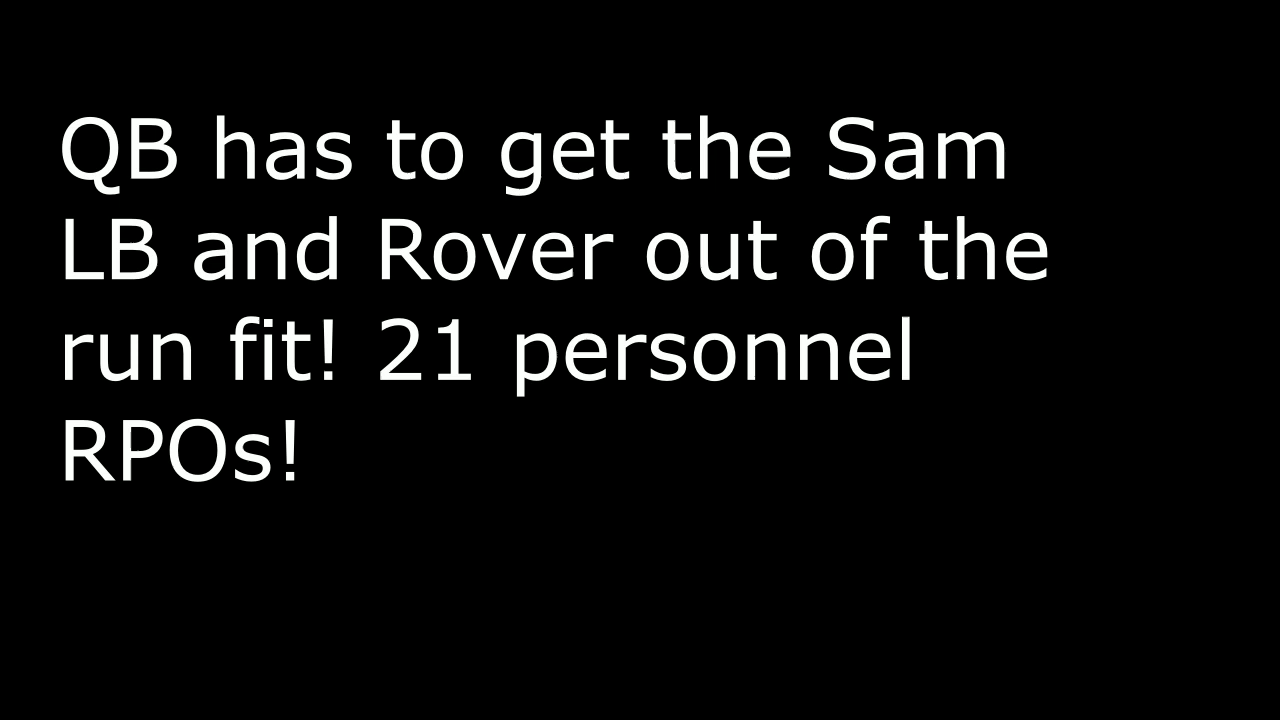 QB has to get the Sam
LB and Rover out of the
run fit! 21 personnel
RPOs!